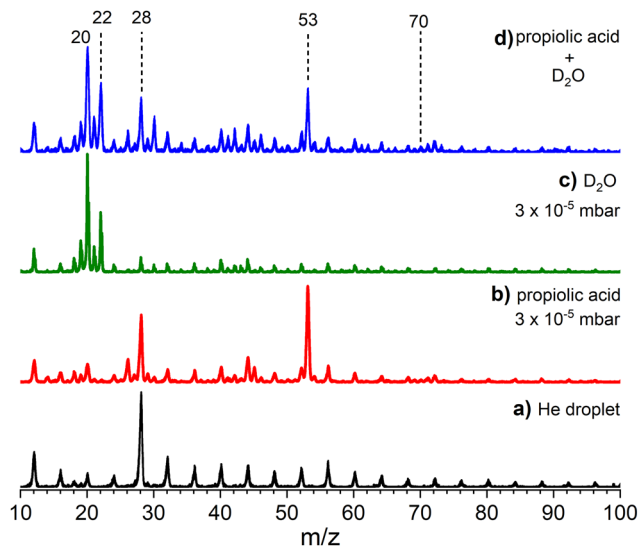 20 22 28 53 70
d) propiolic acid
+
D₂O
c) D₂O
3 x 10⁻⁵ mbar
b) propiolic acid
3 x 10⁻⁵ mbar
a) He droplet
10 20 30 40 50 60 70 80 90 100
m/z